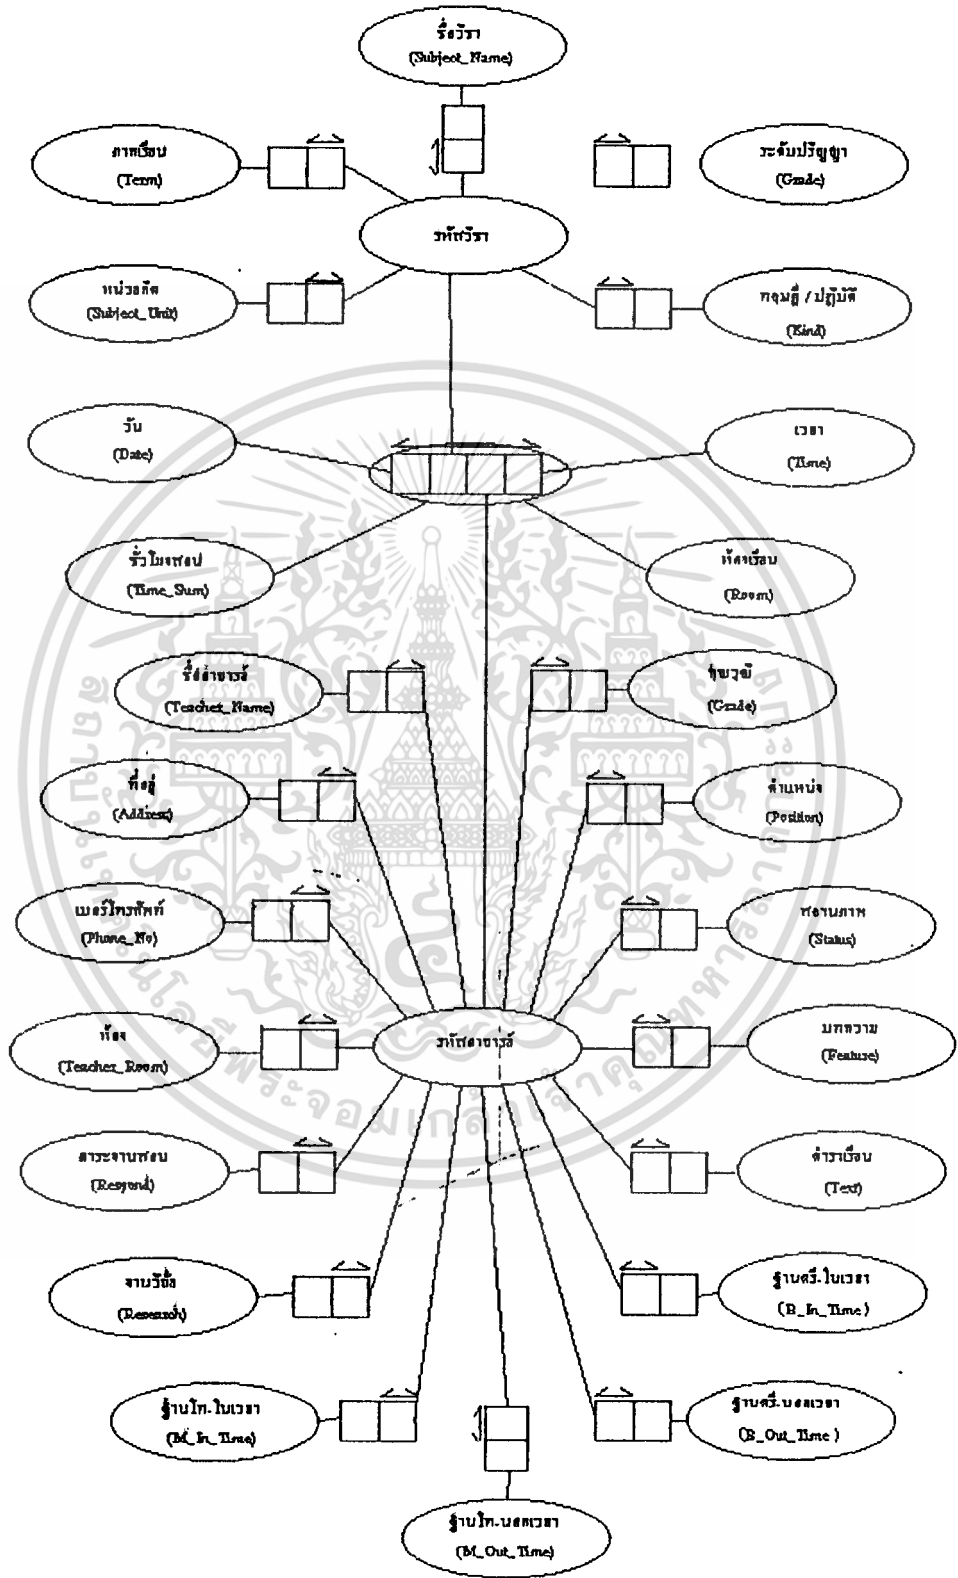 ชื่อวิชา
(Subject_Name)
ภาคเรียน
(Term)
ระดับปริญญา
(Grade)
รหัสวิชา
หน่วยกิต
(Subject_Unit)
ทฤษฎี / ปฏิบัติ
(Kind)
วัน
(Date)
เวลา
(Time)
ชั่วโมงสอน
(Time_Sum)
ห้องเรียน
(Room)
ชื่ออาจารย์
(Teacher_Name)
คุณวุฒิ
(Grade)
ที่อยู่
(Address)
ตำแหน่ง
(Position)
เบอร์โทรศัพท์
(Phone_No)
สถานภาพ
(Status)
ห้อง
(Teacher_Room)
รหัสอาจารย์
บทความ
(Feature)
ภาระงานสอน
(Respond)
ตำราเรียน
(Text)
งานวิจัย
(Research)
ฐานตรี-ในเวลา
(B_In_Time)
ฐานโท-ในเวลา
(M_In_Time)
ฐานตรี-นอกเวลา
(B_Out_Time)
ฐานโท-นอกเวลา
(M_Out_Time)